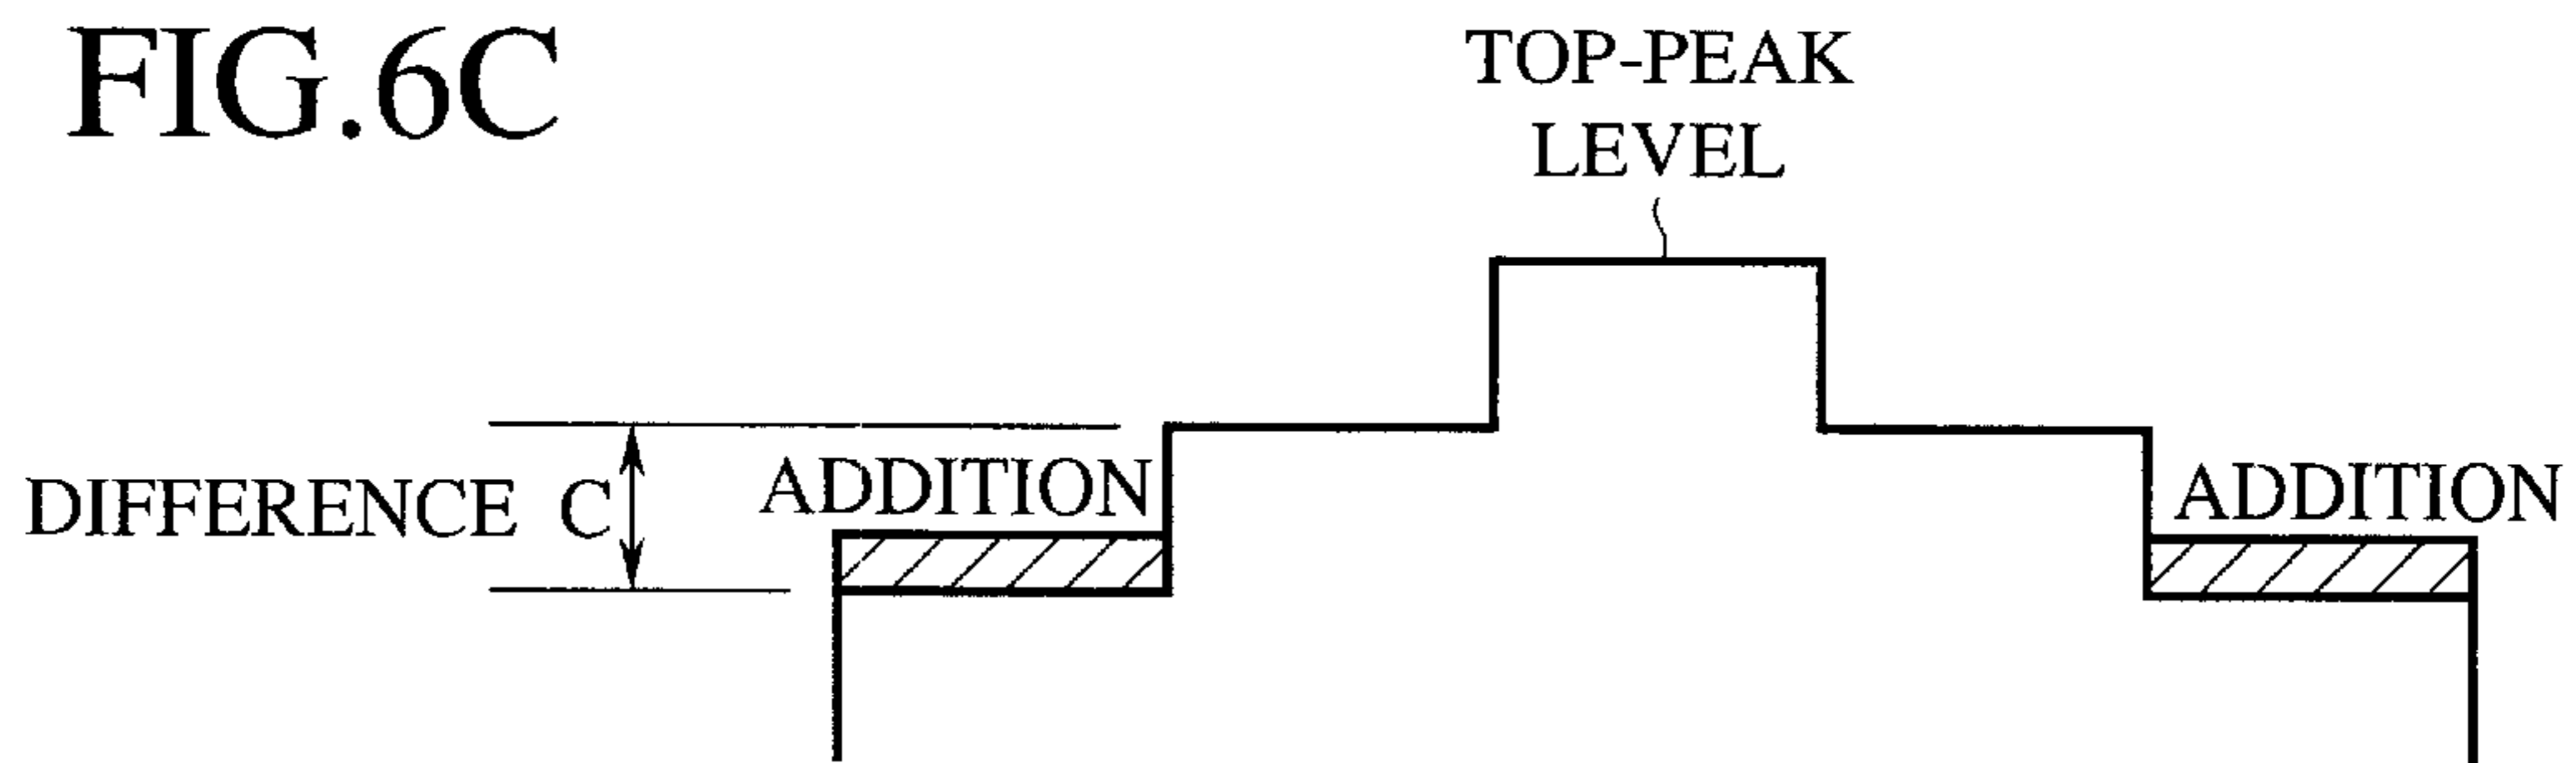 FIG.6C
TOP-PEAK
LEVEL
DIFFERENCE C
ADDITION
ADDITION